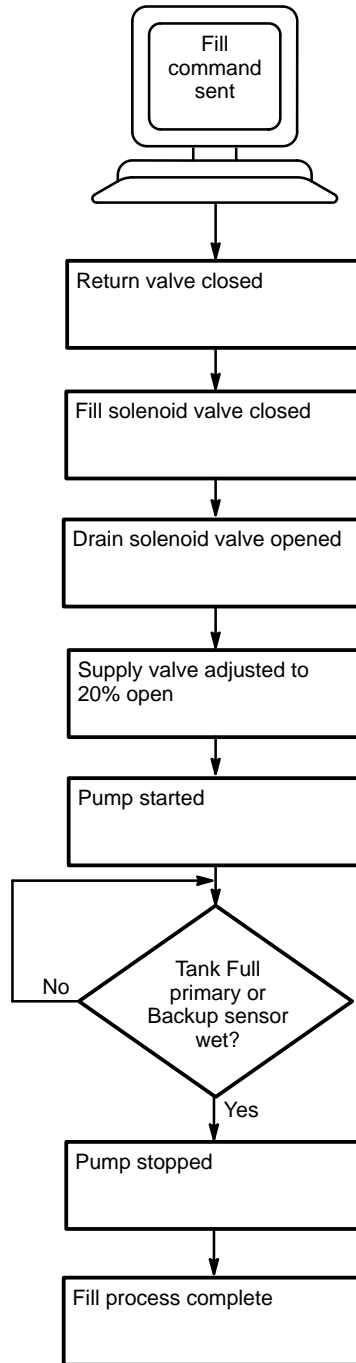 Fill
command
sent
Return valve closed
Fill solenoid valve closed
Drain solenoid valve opened
Supply valve adjusted to
20% open
Pump started
Tank Full
primary or
Backup sensor
wet?
No
Yes
Pump stopped
Fill process complete